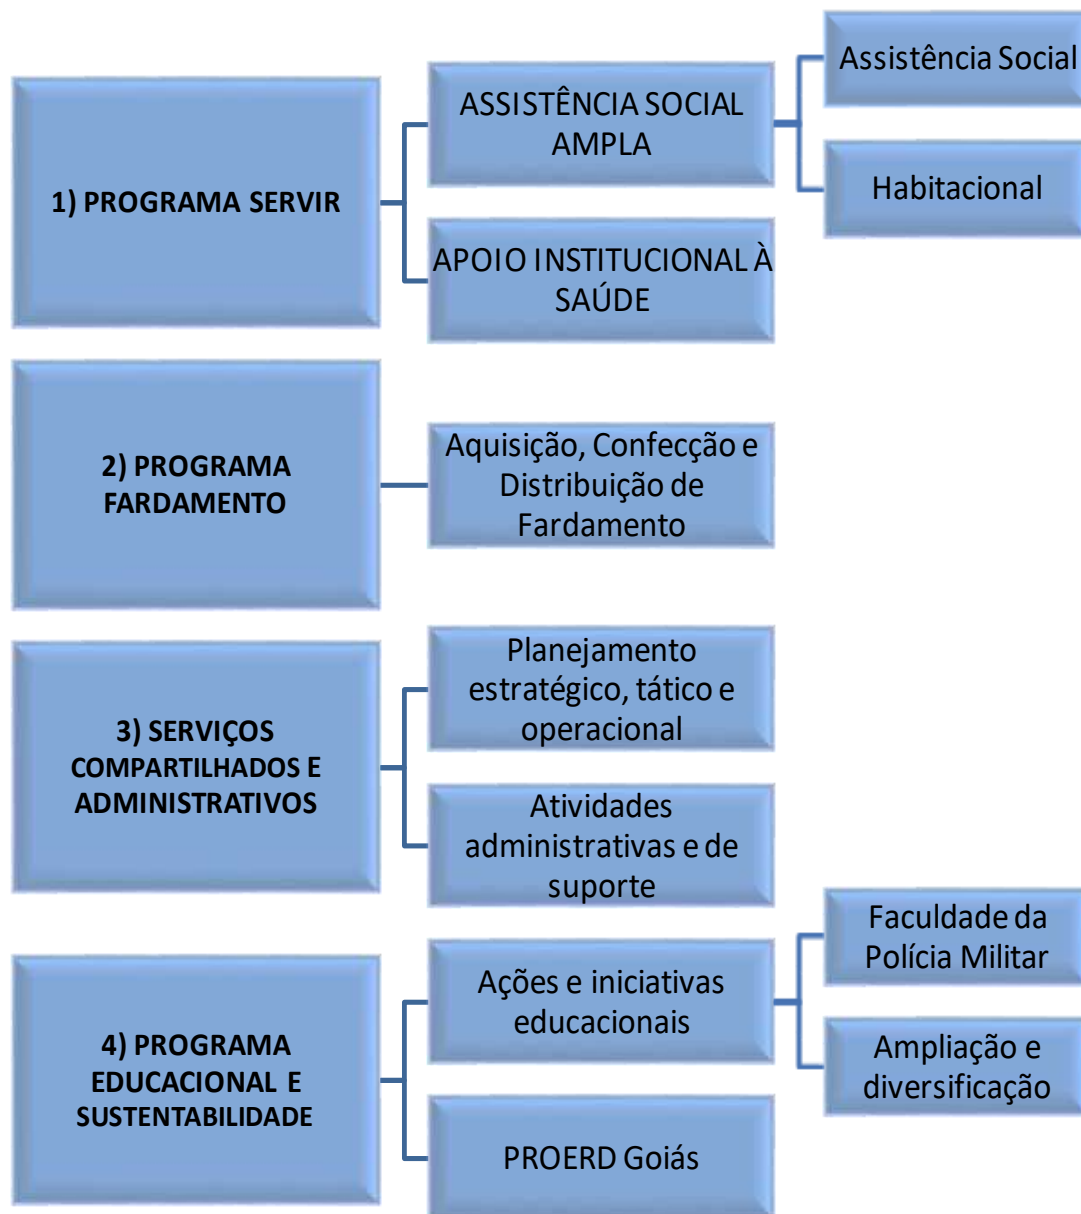 1) PROGRAMA SERVIR
ASSISTÊNCIA SOCIAL
AMPLA
Assistência Social
Habitacional
APOIO INSTITUCIONAL À
SAÚDE
2) PROGRAMA
FARDAMENTO
Aquisição, Confecção e
Distribuição de
Fardamento
3) SERVIÇOS
COMPARTILHADOS E
ADMINISTRATIVOS
Planejamento
estratégico, tático e
operacional
Atividades
administrativas e de
suporte
4) PROGRAMA
EDUCACIONAL E
SUSTENTABILIDADE
Ações e iniciativas
educacionais
Faculdade da
Polícia Militar
Ampliação e
diversificação
PROERD Goiás